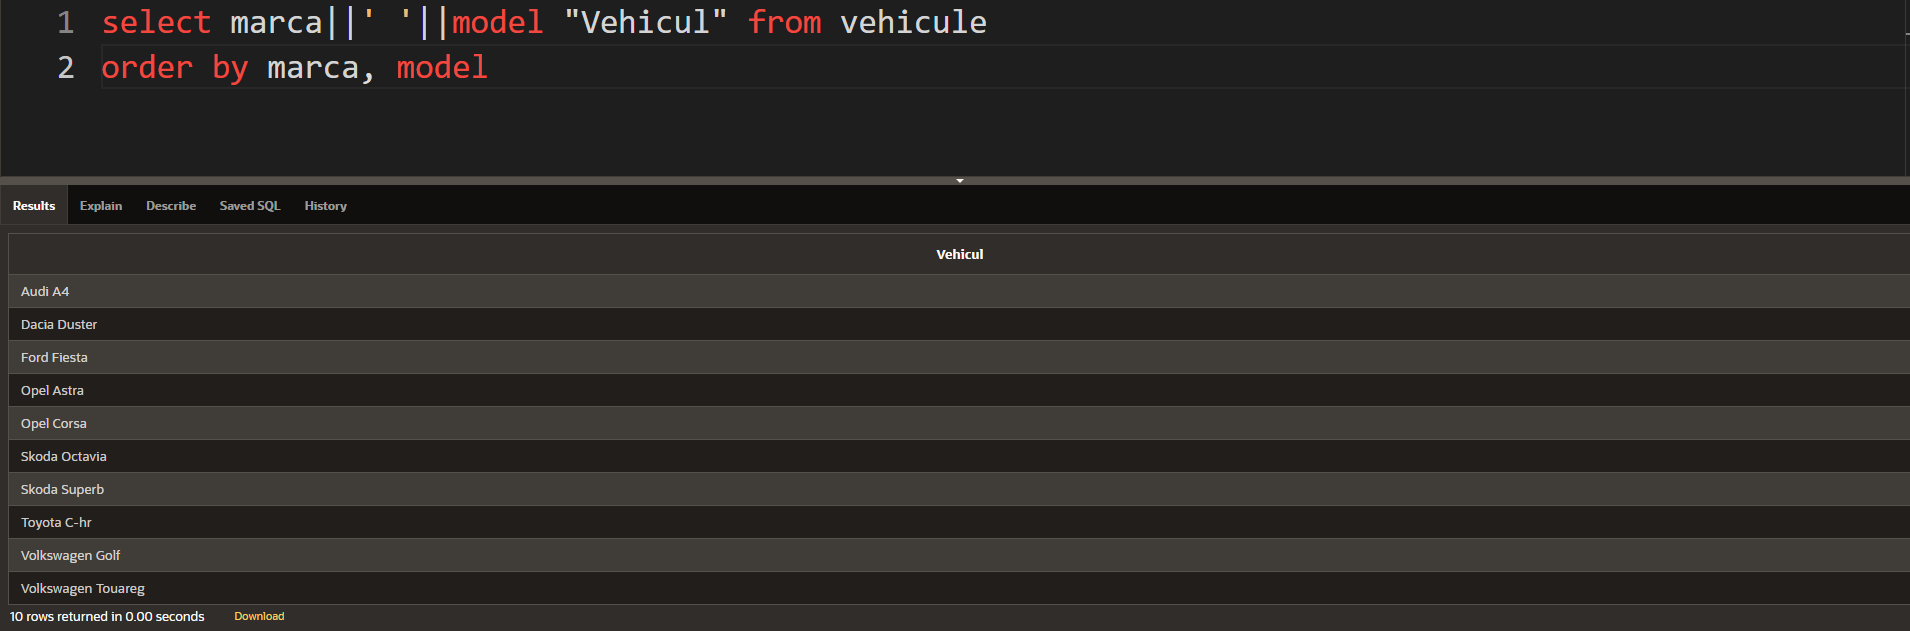 1 select marca||' '||model "Vehicul" from vehicule
2 order by marca, model
Results Explain Describe Saved SQL History
Vehicul
Audi A4
Dacia Duster
Ford Fiesta
Opel Astra
Opel Corsa
Skoda Octavia
Skoda Superb
Toyota C-hr
Volkswagen Golf
Volkswagen Touareg
10 rows returned in 0.00 seconds Download